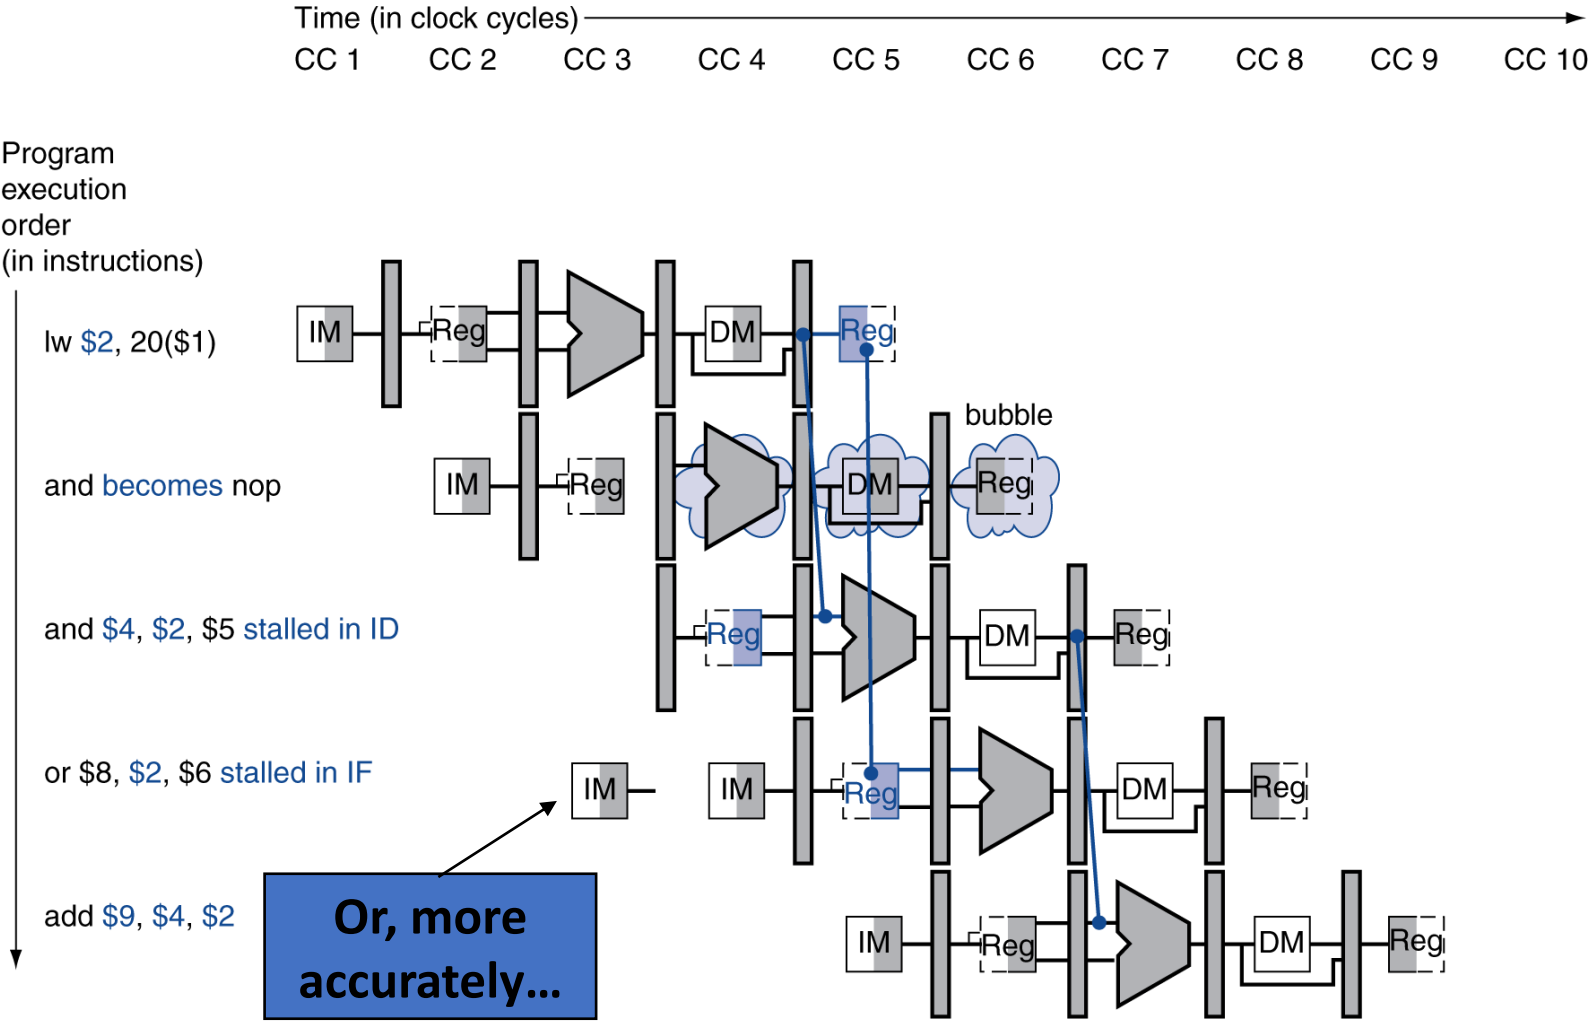 Time (in clock cycles)
CC 1 CC 2 CC 3 CC 4 CC 5 CC 6 CC 7 CC 8 CC 9 CC 10
Program
execution
order
(in instructions)
lw $2, 20($1)
IM Reg DM Reg
bubble
and becomes nop
IM Reg DM Reg
and $4, $2, $5 stalled in ID
Reg DM Reg
or $8, $2, $6 stalled in IF
IM IM Reg DM Reg
add $9, $4, $2
IM Reg DM Reg
Or, more
accurately...